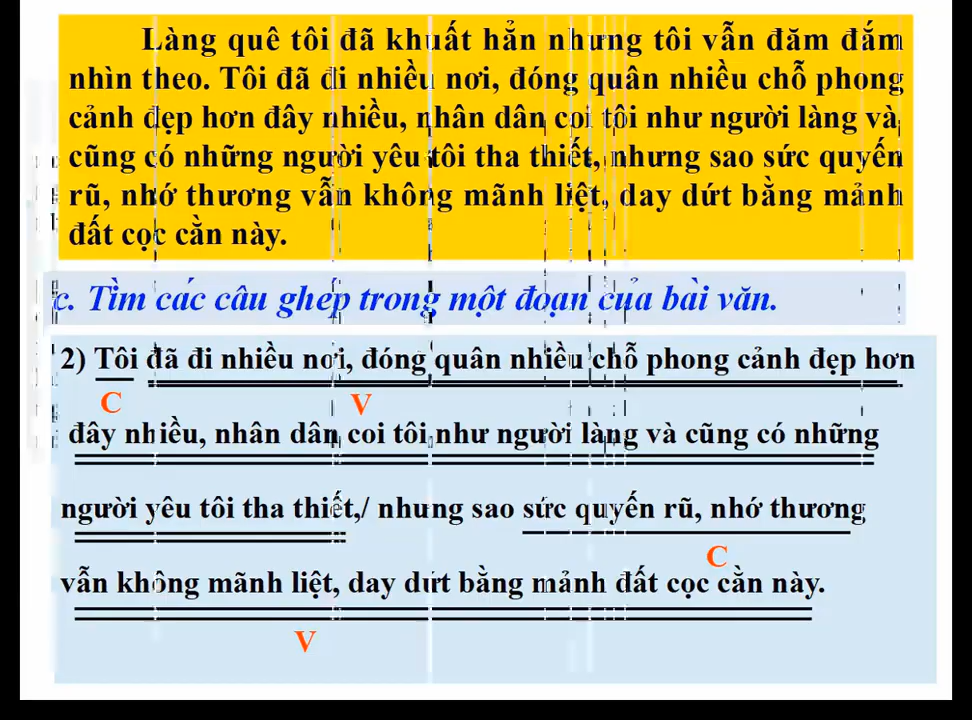 Làng quê tôi đã khuất hẳn nhưng tôi vẫn đăm đắm
nhìn theo. Tôi đã đi nhiều nơi, đóng quân nhiều chỗ phong
cảnh đẹp hơn đây nhiều, nhân dân coi tôi như người làng và
cũng có những người yêu tôi tha thiết, nhưng sao sức quyến
rũ, nhớ thương vẫn không mãnh liệt, day dứt bằng mảnh
đất cọc cằn này.
c. Tìm các câu ghép trong một đoạn của bài văn.
2) Tôi đã đi nhiều nơi, đóng quân nhiều chỗ phong cảnh đẹp hơn
C V
đây nhiều, nhân dân coi tôi như người làng và cũng có những
người yêu tôi tha thiết,/ nhưng sao sức quyến rũ, nhớ thương
C
vẫn không mãnh liệt, day dứt bằng mảnh đất cọc cằn này.
V